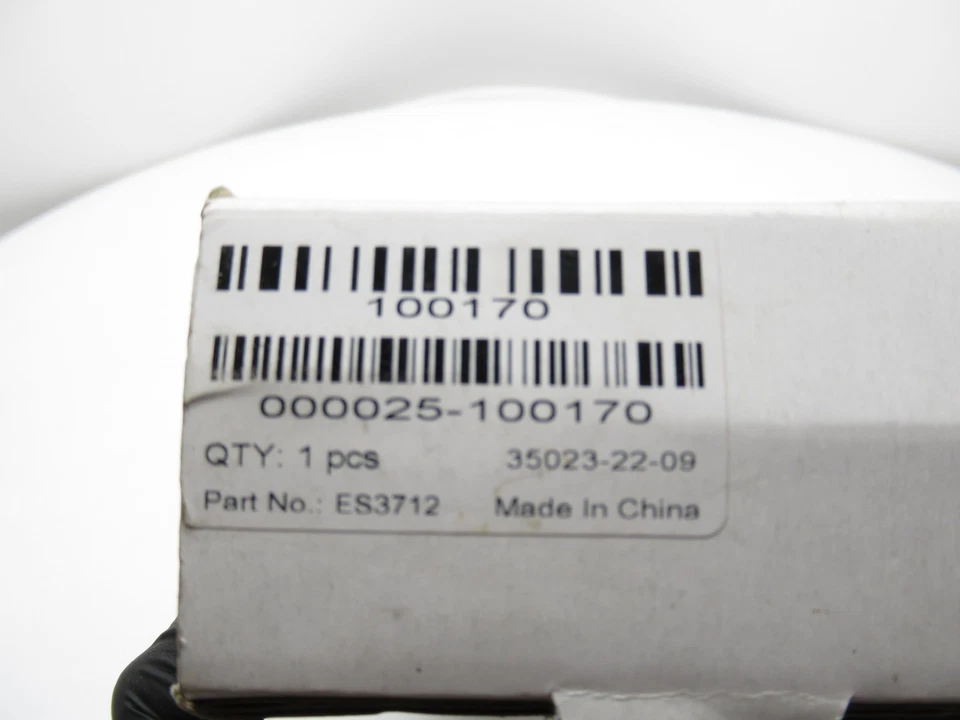 100170
000025-100170
QTY: 1 pcs 35023-22-09
Part No.: ES3712 Made In China